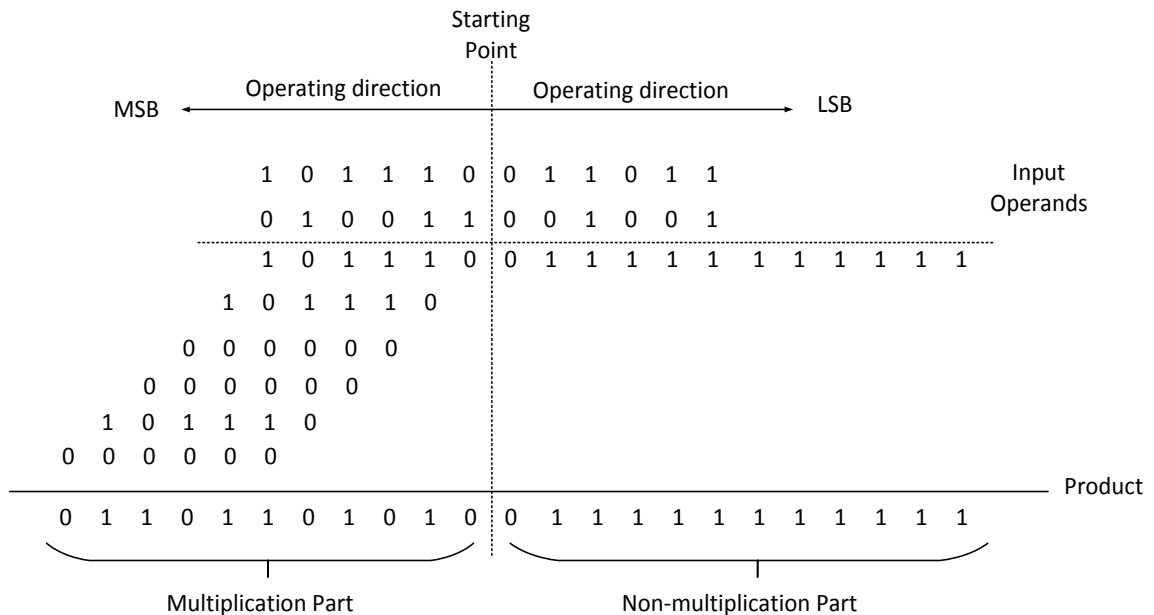 Starting
Point
Operating direction Operating direction
MSB LSB
1 0 1 1 1 0 0 1 1 0 1 1 Input
Operands
0 1 0 0 1 1 0 0 1 0 0 1
1 0 1 1 1 0 0 1 1 1 1 1 1 1 1 1 1 1
1 0 1 1 1 0
0 0 0 0 0 0
0 0 0 0 0 0
1 0 1 1 1 0
0 0 0 0 0 0
Product
0 1 1 0 1 1 0 1 0 1 0 0 1 1 1 1 1 1 1 1 1 1 1
Multiplication Part Non-multiplication Part